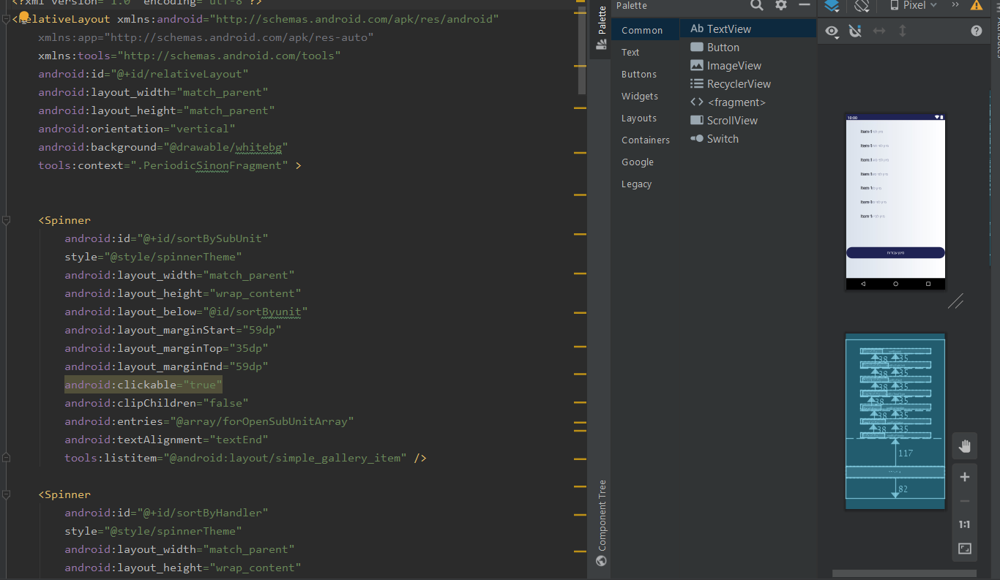 <?xml version="1.0" encoding="utf-8"?>
<RelativeLayout xmlns:android="http://schemas.android.com/apk/res/android"
xmlns:app="http://schemas.android.com/apk/res-auto"
xmlns:tools="http://schemas.android.com/tools"
android:id="@+id/relativeLayout"
android:layout_width="match_parent"
android:layout_height="match_parent"
android:orientation="vertical"
android:background="@drawable/whitebg"
tools:context=".PeriodicSinonFragment" >
<Spinner
android:id="@+id/sortBySubUnit"
style="@style/spinnerTheme"
android:layout_width="match_parent"
android:layout_height="wrap_content"
android:layout_below="@id/sortByunit"
android:layout_marginStart="59dp"
android:layout_marginTop="35dp"
android:layout_marginEnd="59dp"
android:clickable="true"
android:clipChildren="false"
android:entries="@array/forOpenSubUnitArray"
android:textAlignment="textEnd"
tools:listitem="@android:layout/simple_gallery_item" />
<Spinner
android:id="@+id/sortByHandler"
style="@style/spinnerTheme"
android:layout_width="match_parent"
android:layout_height="wrap_content"
Palette
Component Tree
Palette
Common
Text
Buttons
Widgets
Layouts
Containers
Google
Legacy
Ab TextView
Button
ImageView
RecyclerView
<fragment>
ScrollView
Switch
Pixel
10:00
Item 1
Item 1
Item 1
Item 1
Item 1
Item 1
Item 1
סינון עבודות
38 35
38 35
38 35
38 35
38 35
38 35
117
82
1:1